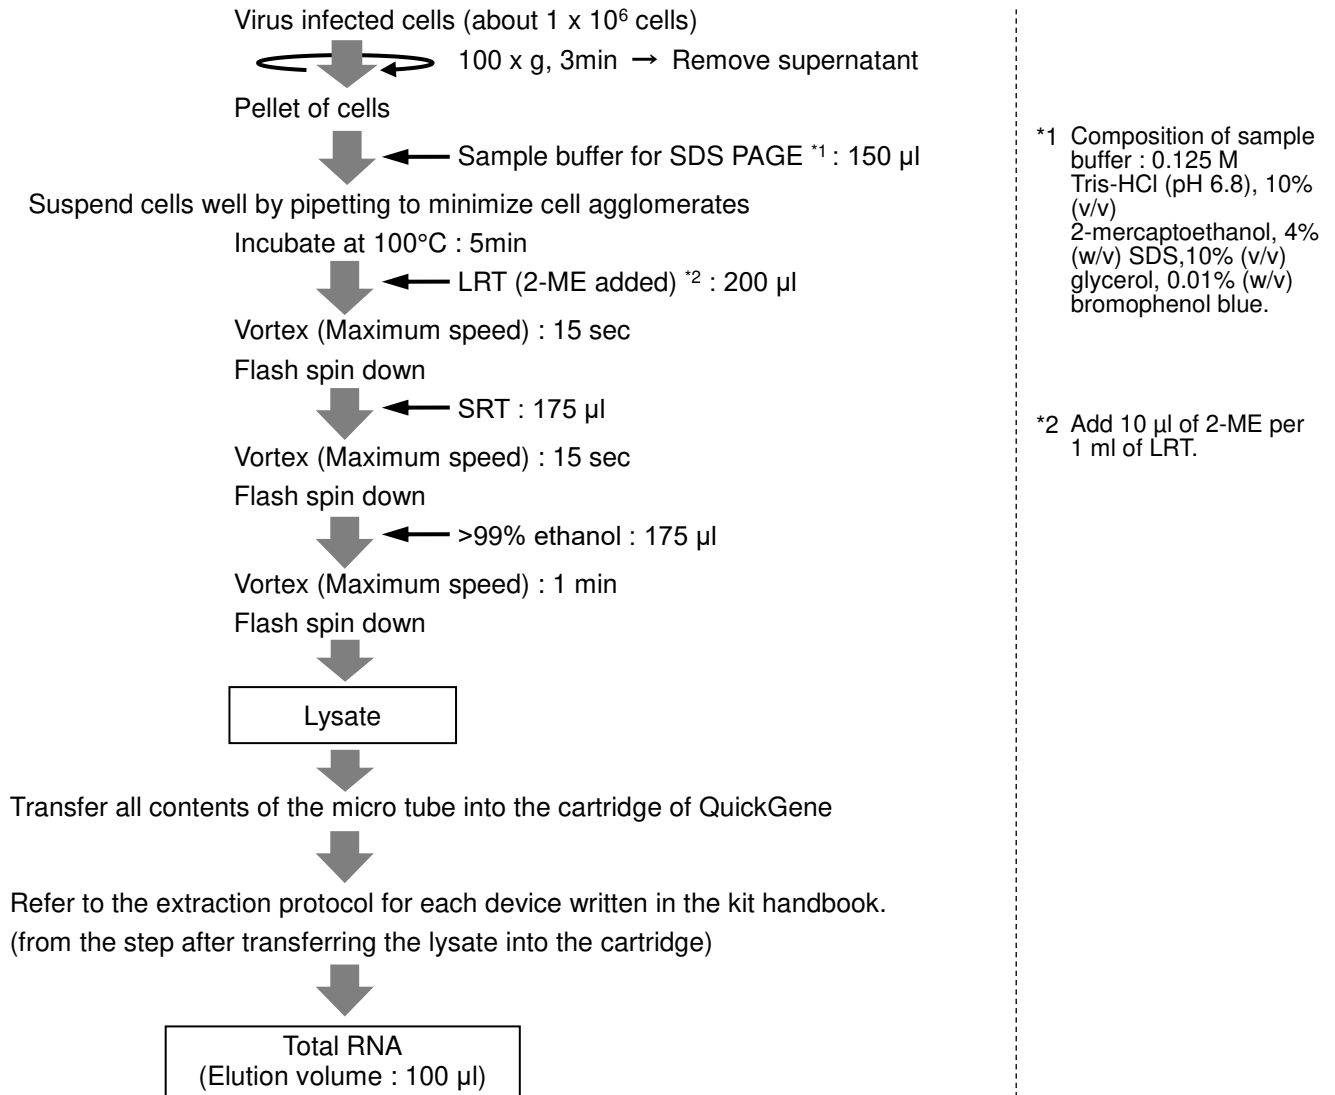 Virus infected cells (about 1 x 10⁶ cells)
100 x g, 3min → Remove supernatant
Pellet of cells
Sample buffer for SDS PAGE *1 : 150 µl
Suspend cells well by pipetting to minimize cell agglomerates
Incubate at 100°C : 5min
LRT (2-ME added) *2 : 200 µl
Vortex (Maximum speed) : 15 sec
Flash spin down
SRT : 175 µl
Vortex (Maximum speed) : 15 sec
Flash spin down
>99% ethanol : 175 µl
Vortex (Maximum speed) : 1 min
Flash spin down
Lysate
Transfer all contents of the micro tube into the cartridge of QuickGene
Refer to the extraction protocol for each device written in the kit handbook.
(from the step after transferring the lysate into the cartridge)
Total RNA
(Elution volume : 100 µl)
*1 Composition of sample
buffer : 0.125 M
Tris-HCl (pH 6.8), 10%
(v/v)
2-mercaptoethanol, 4%
(w/v) SDS,10% (v/v)
glycerol, 0.01% (w/v)
bromophenol blue.
*2 Add 10 µl of 2-ME per
1 ml of LRT.